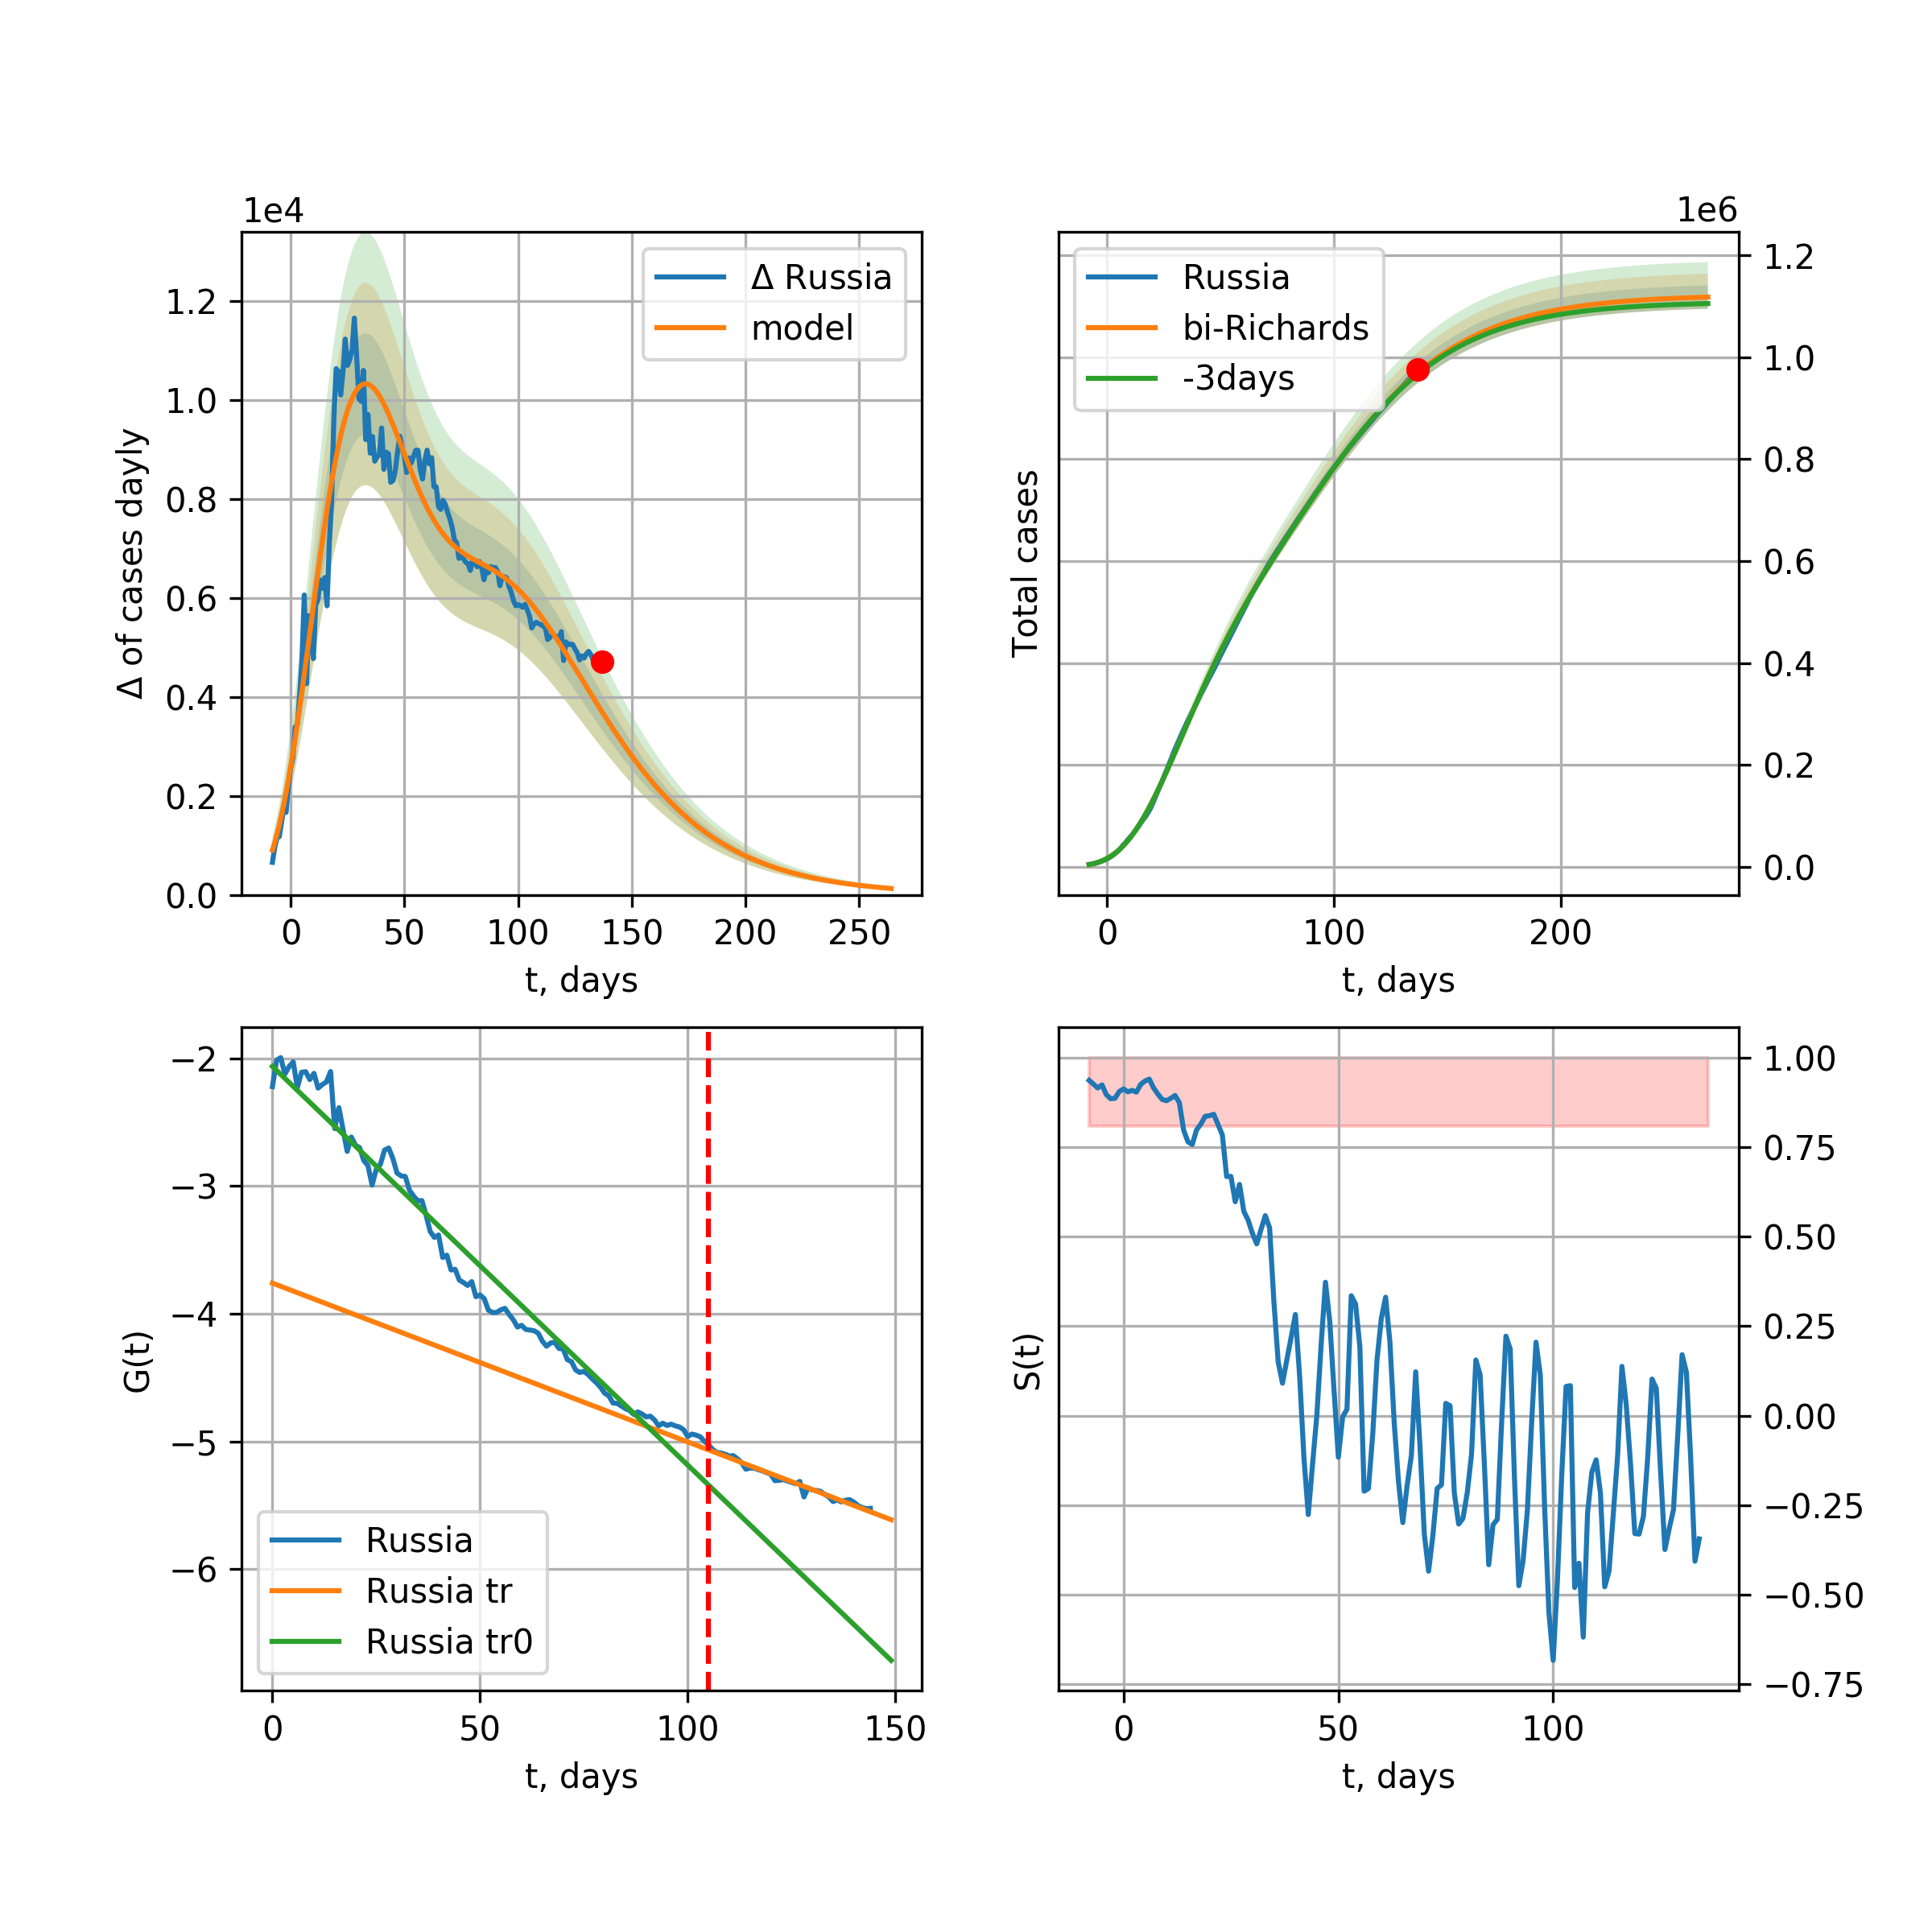 1e4
1.2
1.0
0.8
0.6
0.4
0.2
0.0
Δ of cases dayly
Δ Russia
model
0 50 100 150 200 250
t, days
1e6
1.2
1.0
0.8
0.6
0.4
0.2
0.0
Total cases
Russia
bi-Richards
-3days
0 100 200
t, days
−2
−3
−4
−5
−6
G(t)
Russia
Russia tr
Russia tr0
0 50 100 150
t, days
1.00
0.75
0.50
0.25
0.00
−0.25
−0.50
−0.75
S(t)
0 50 100
t, days